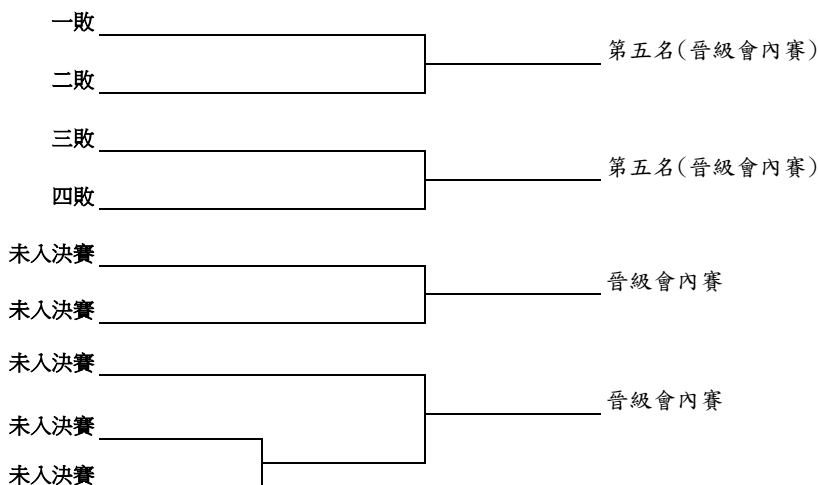 一敗
第五名(晉級會內賽)
二敗
三敗
第五名(晉級會內賽)
四敗
未入決賽
晉級會內賽
未入決賽
未入決賽
晉級會內賽
未入決賽
未入決賽